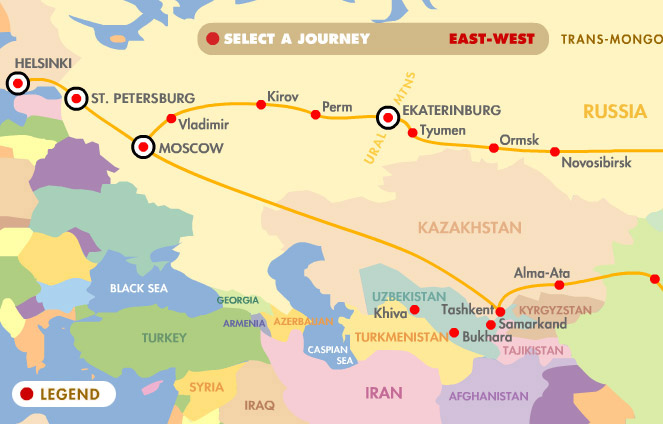 SELECT A JOURNEY
EAST-WEST
TRANS-MONGO
HELSINKI
ST. PETERSBURG
MOSCOW
Vladimir
Kirov
Perm
URAL MTNS
EKATERINBURG
Tyumen
Ormsk
Novosibirsk
RUSSIA
KAZAKHSTAN
Alma-Ata
UZBEKISTAN
Khiva
Tashkent
KYRGYZSTAN
Samarkand
Bukhara
TURKMENISTAN
TAJIKISTAN
BLACK SEA
GEORGIA
ARMENIA
AZERBAIJAN
CASPIAN
SEA
TURKEY
SYRIA
IRAQ
IRAN
AFGHANISTAN
LEGEND